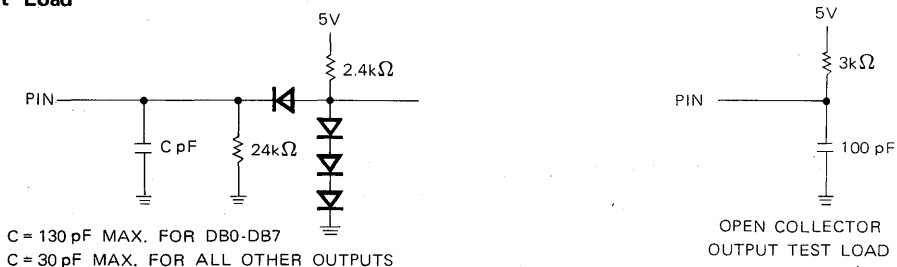 t Load
5V
2.4kΩ
PIN
C pF
24kΩ
C = 130 pF MAX. FOR DB0-DB7
C = 30 pF MAX. FOR ALL OTHER OUTPUTS
5V
3kΩ
PIN
100 pF
OPEN COLLECTOR
OUTPUT TEST LOAD